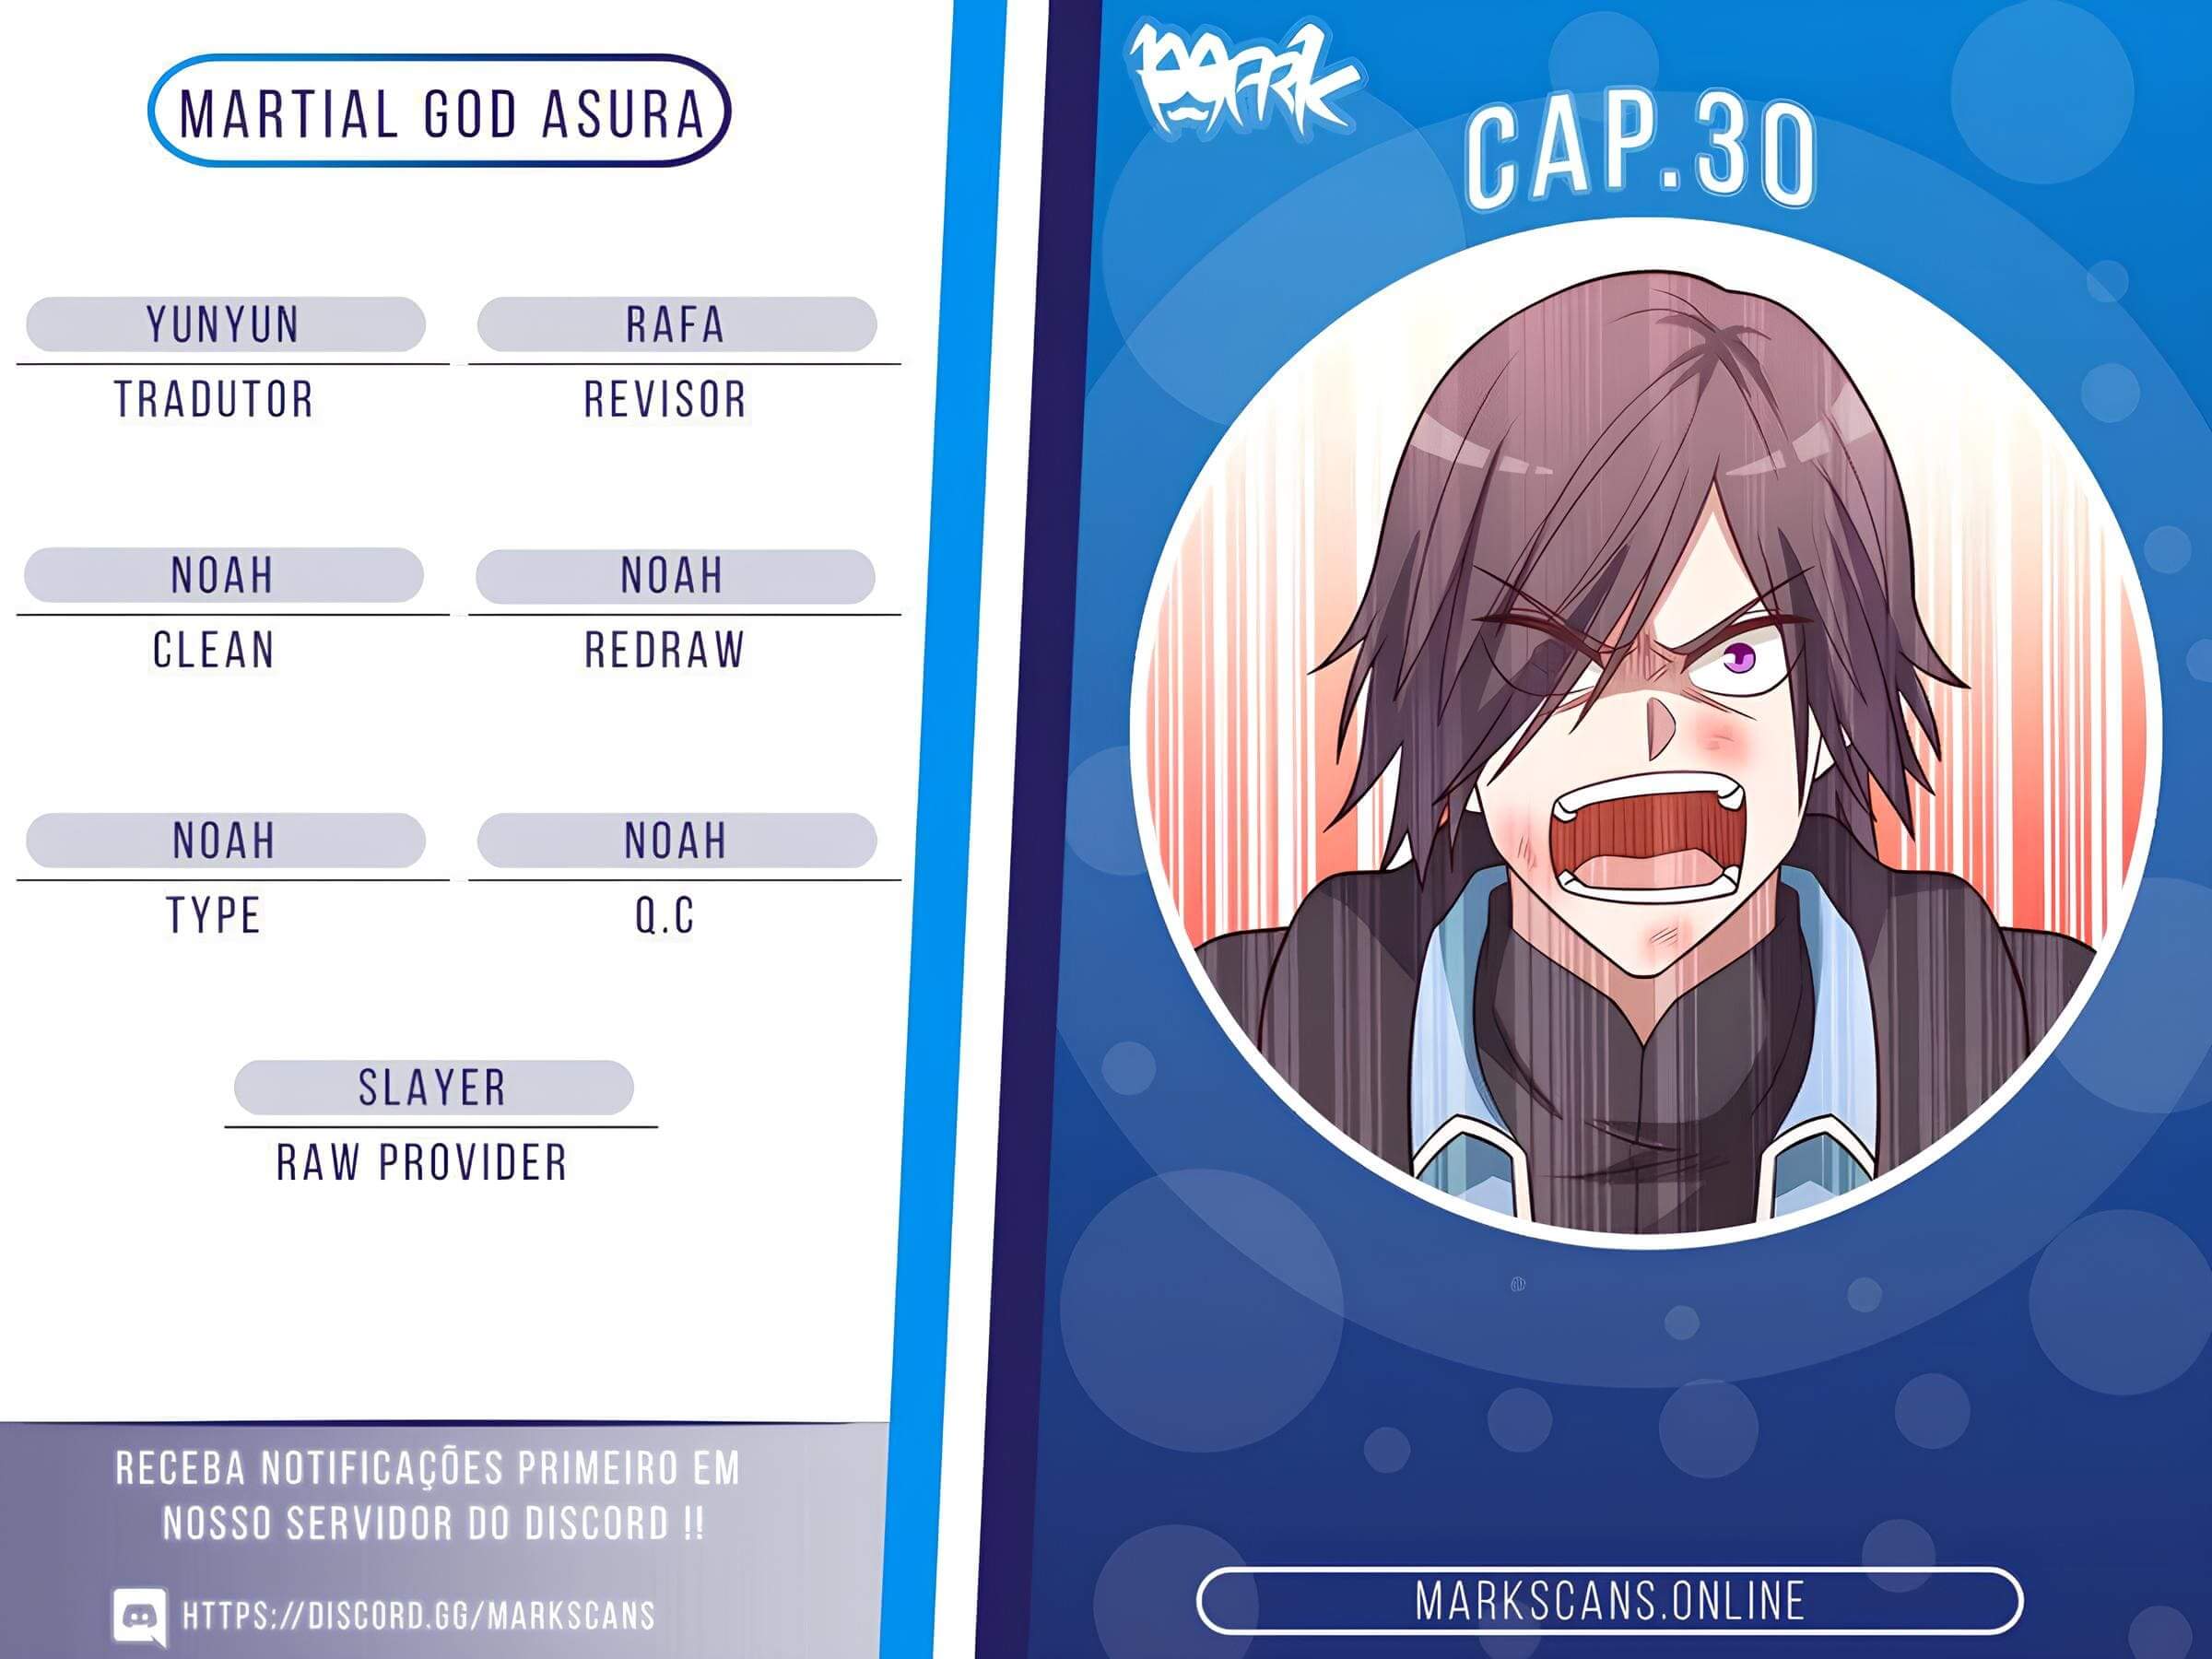 MARTIAL GOD ASURA
YUNYUN
TRADUTOR
RAFA
REVISOR
NOAH
CLEAN
NOAH
REDRAW
NOAH
TYPE
NOAH
Q.C
SLAYER
RAW PROVIDER
RECEBA NOTIFICAÇÕES PRIMEIRO EM
NOSSO SERVIDOR DO DISCORD !!
HTTPS://DISCORD.GG/MARKSCANS
MARK
CAP.30
MARKSCANS.ONLINE